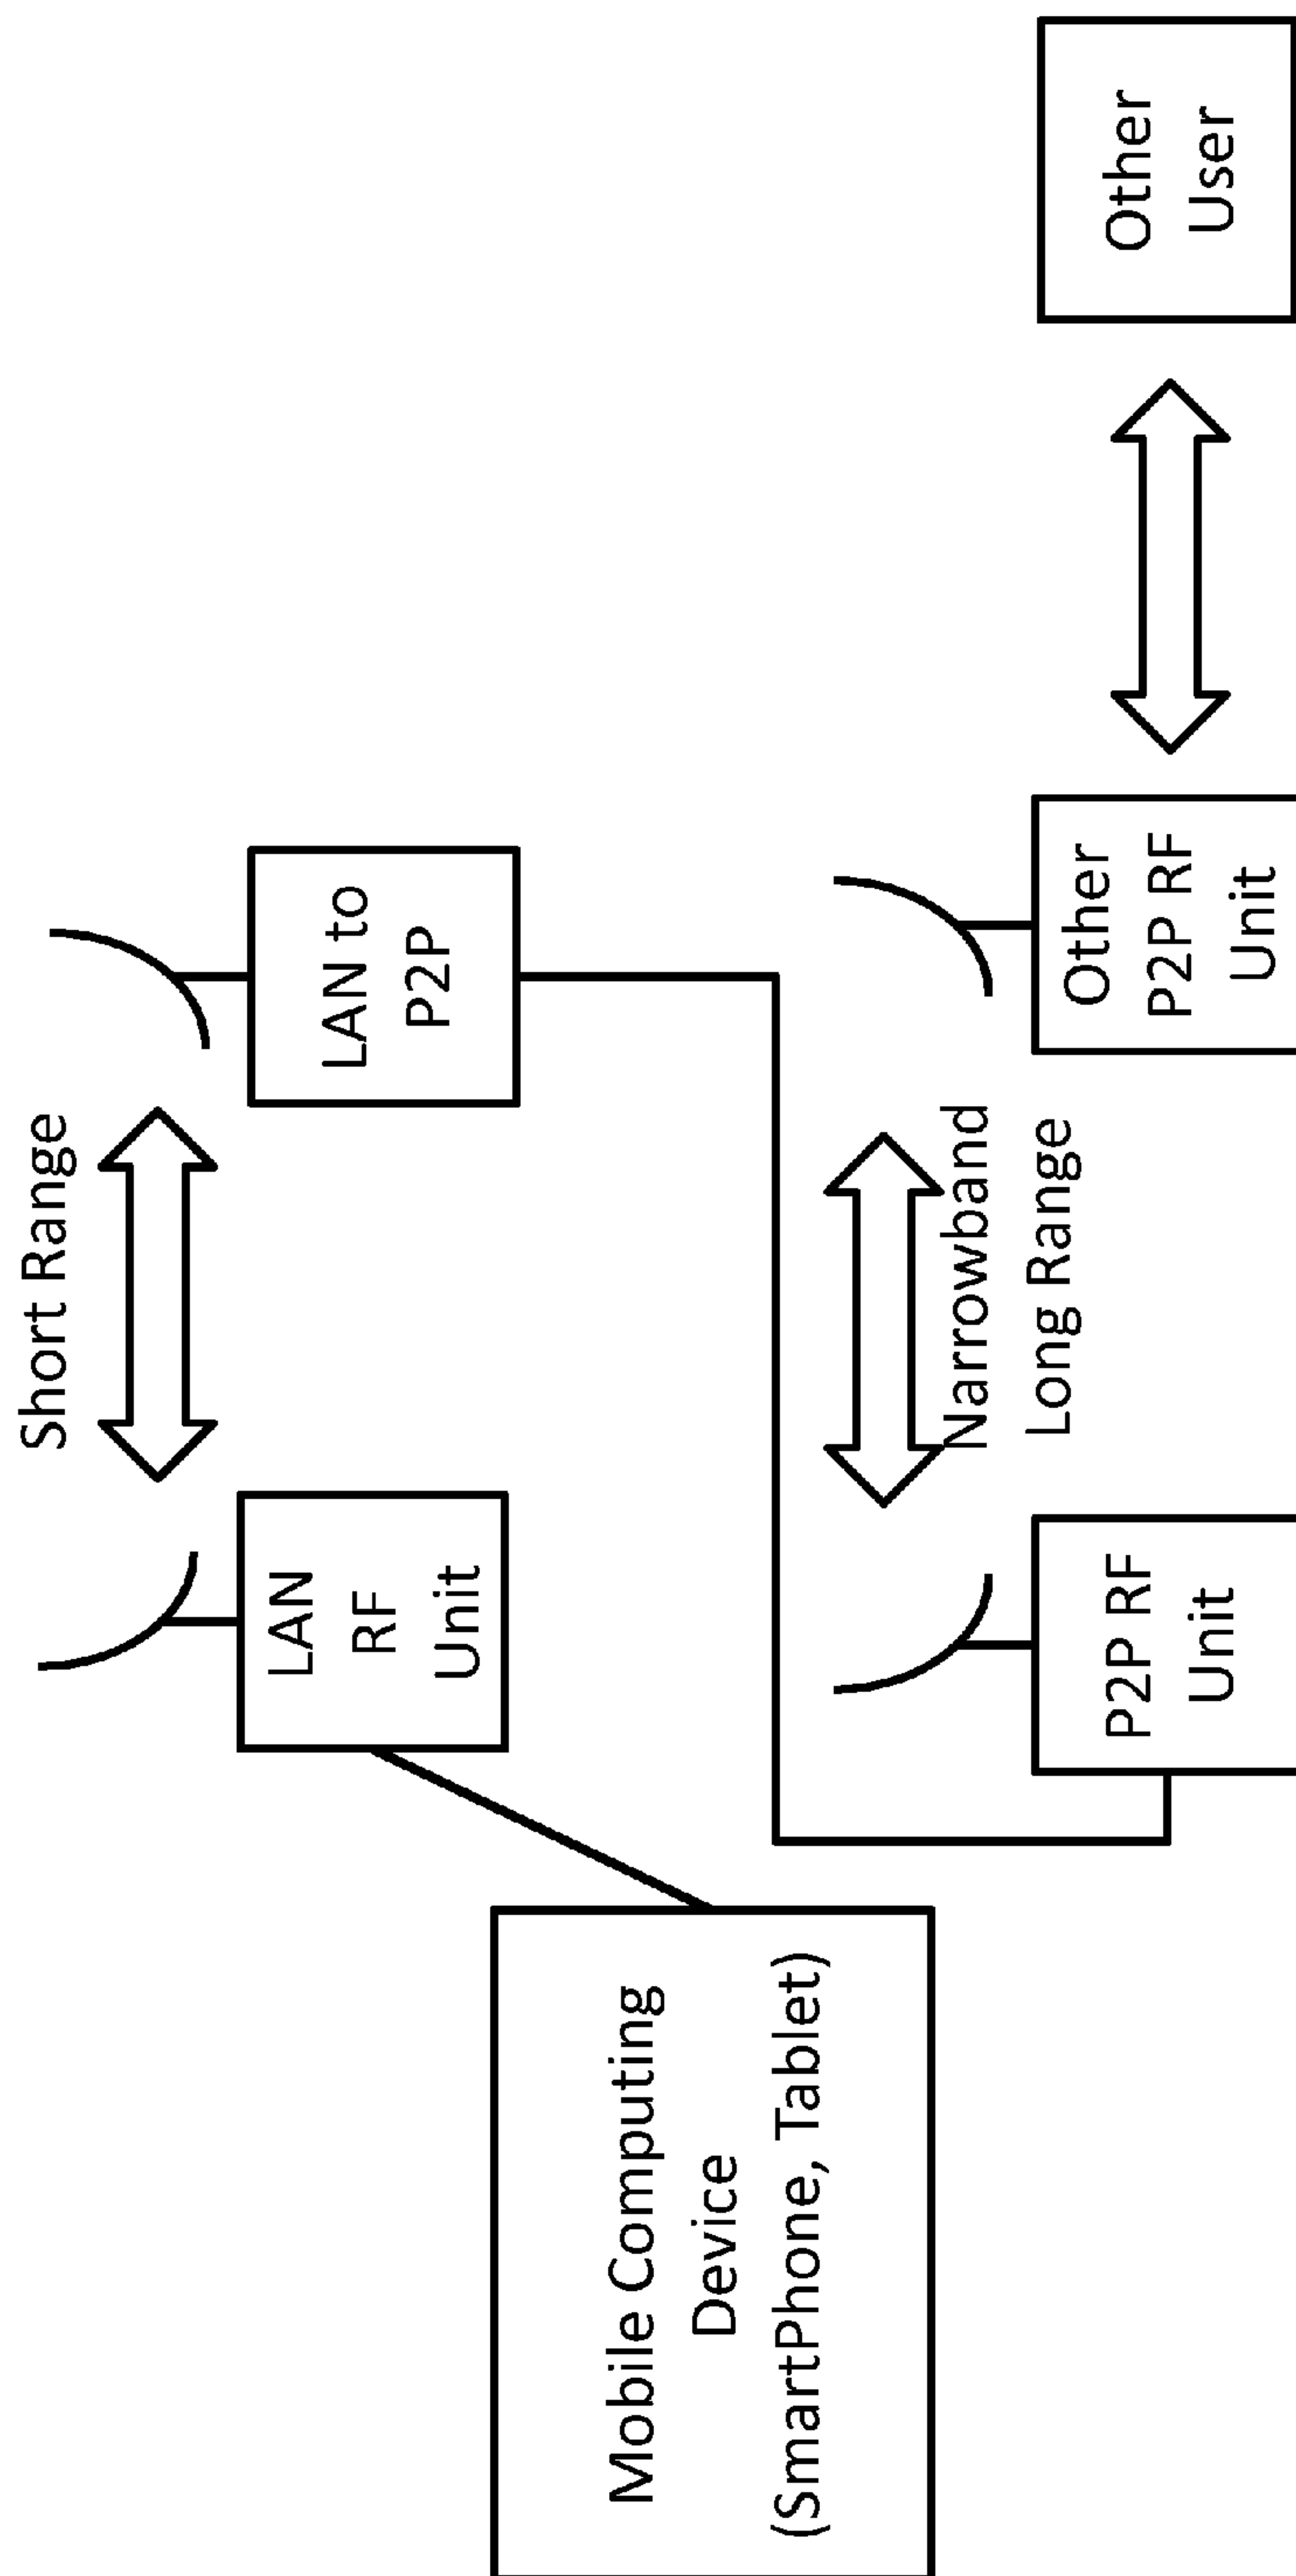 Short Range
LAN
RF
Unit
LAN to
P2P
Mobile Computing
Device
(SmartPhone, Tablet)
Narrowband
Long Range
P2P RF
Unit
Other
P2P RF
Unit
Other
User